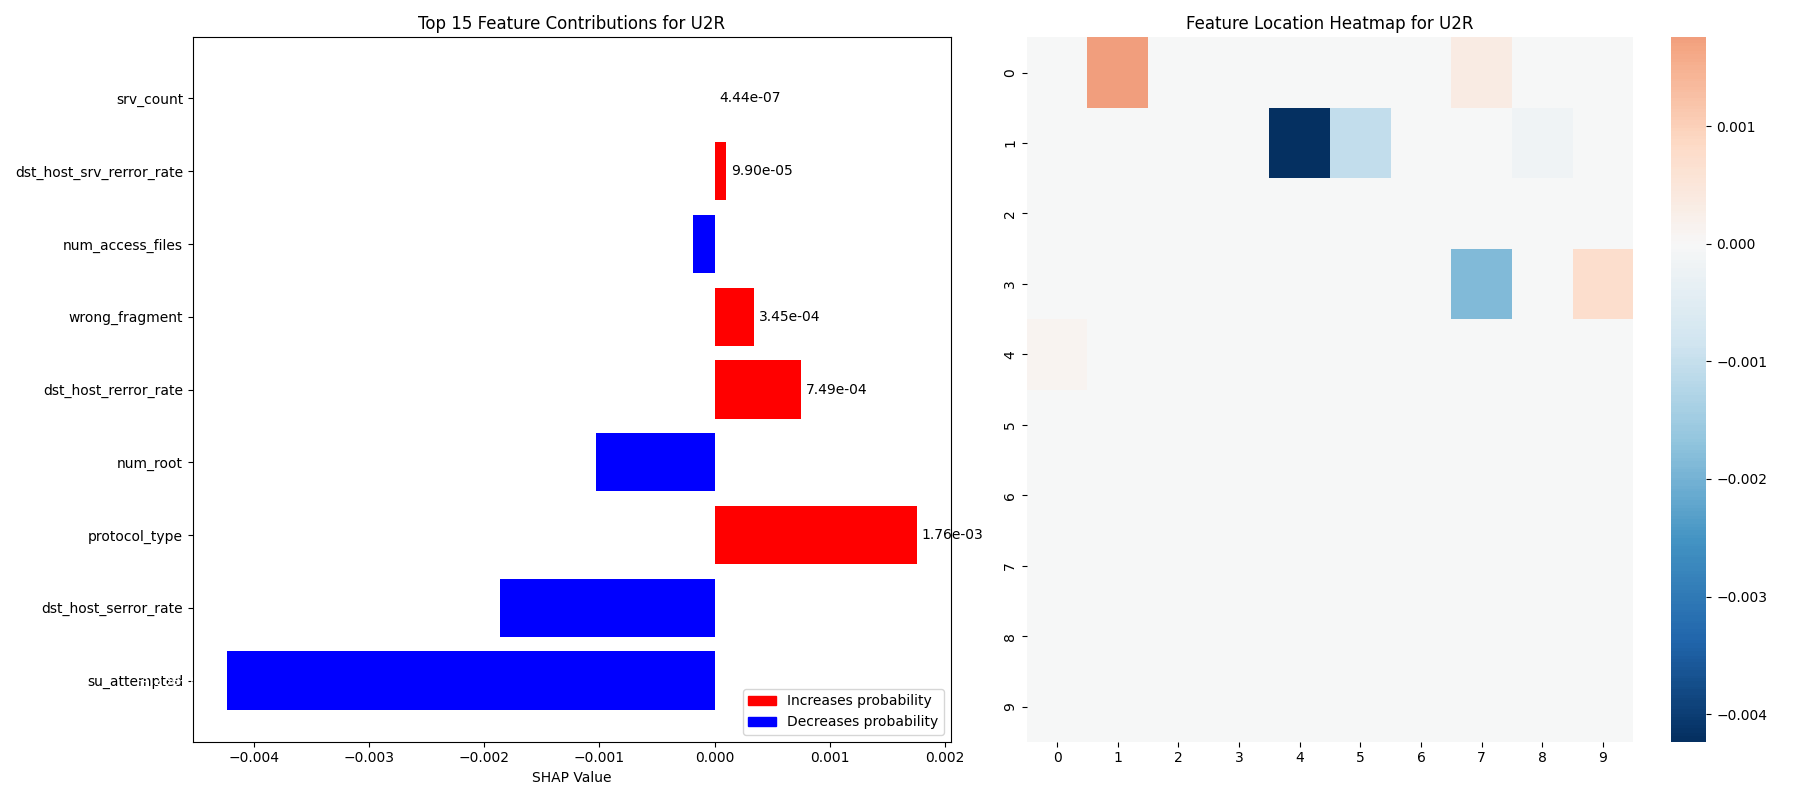 Top 15 Feature Contributions for U2R
srv_count
4.44e-07
dst_host_srv_rerror_rate
9.90e-05
num_access_files
wrong_fragment
3.45e-04
dst_host_rerror_rate
7.49e-04
num_root
protocol_type
1.76e-03
dst_host_serror_rate
su_attempted
Increases probability
Decreases probability
−0.004 −0.003 −0.002 −0.001 0.000 0.001 0.002
SHAP Value
Feature Location Heatmap for U2R
0
1
2
3
4
5
6
7
8
9
0 1 2 3 4 5 6 7 8 9
0.001
0.000
−0.001
−0.002
−0.003
−0.004